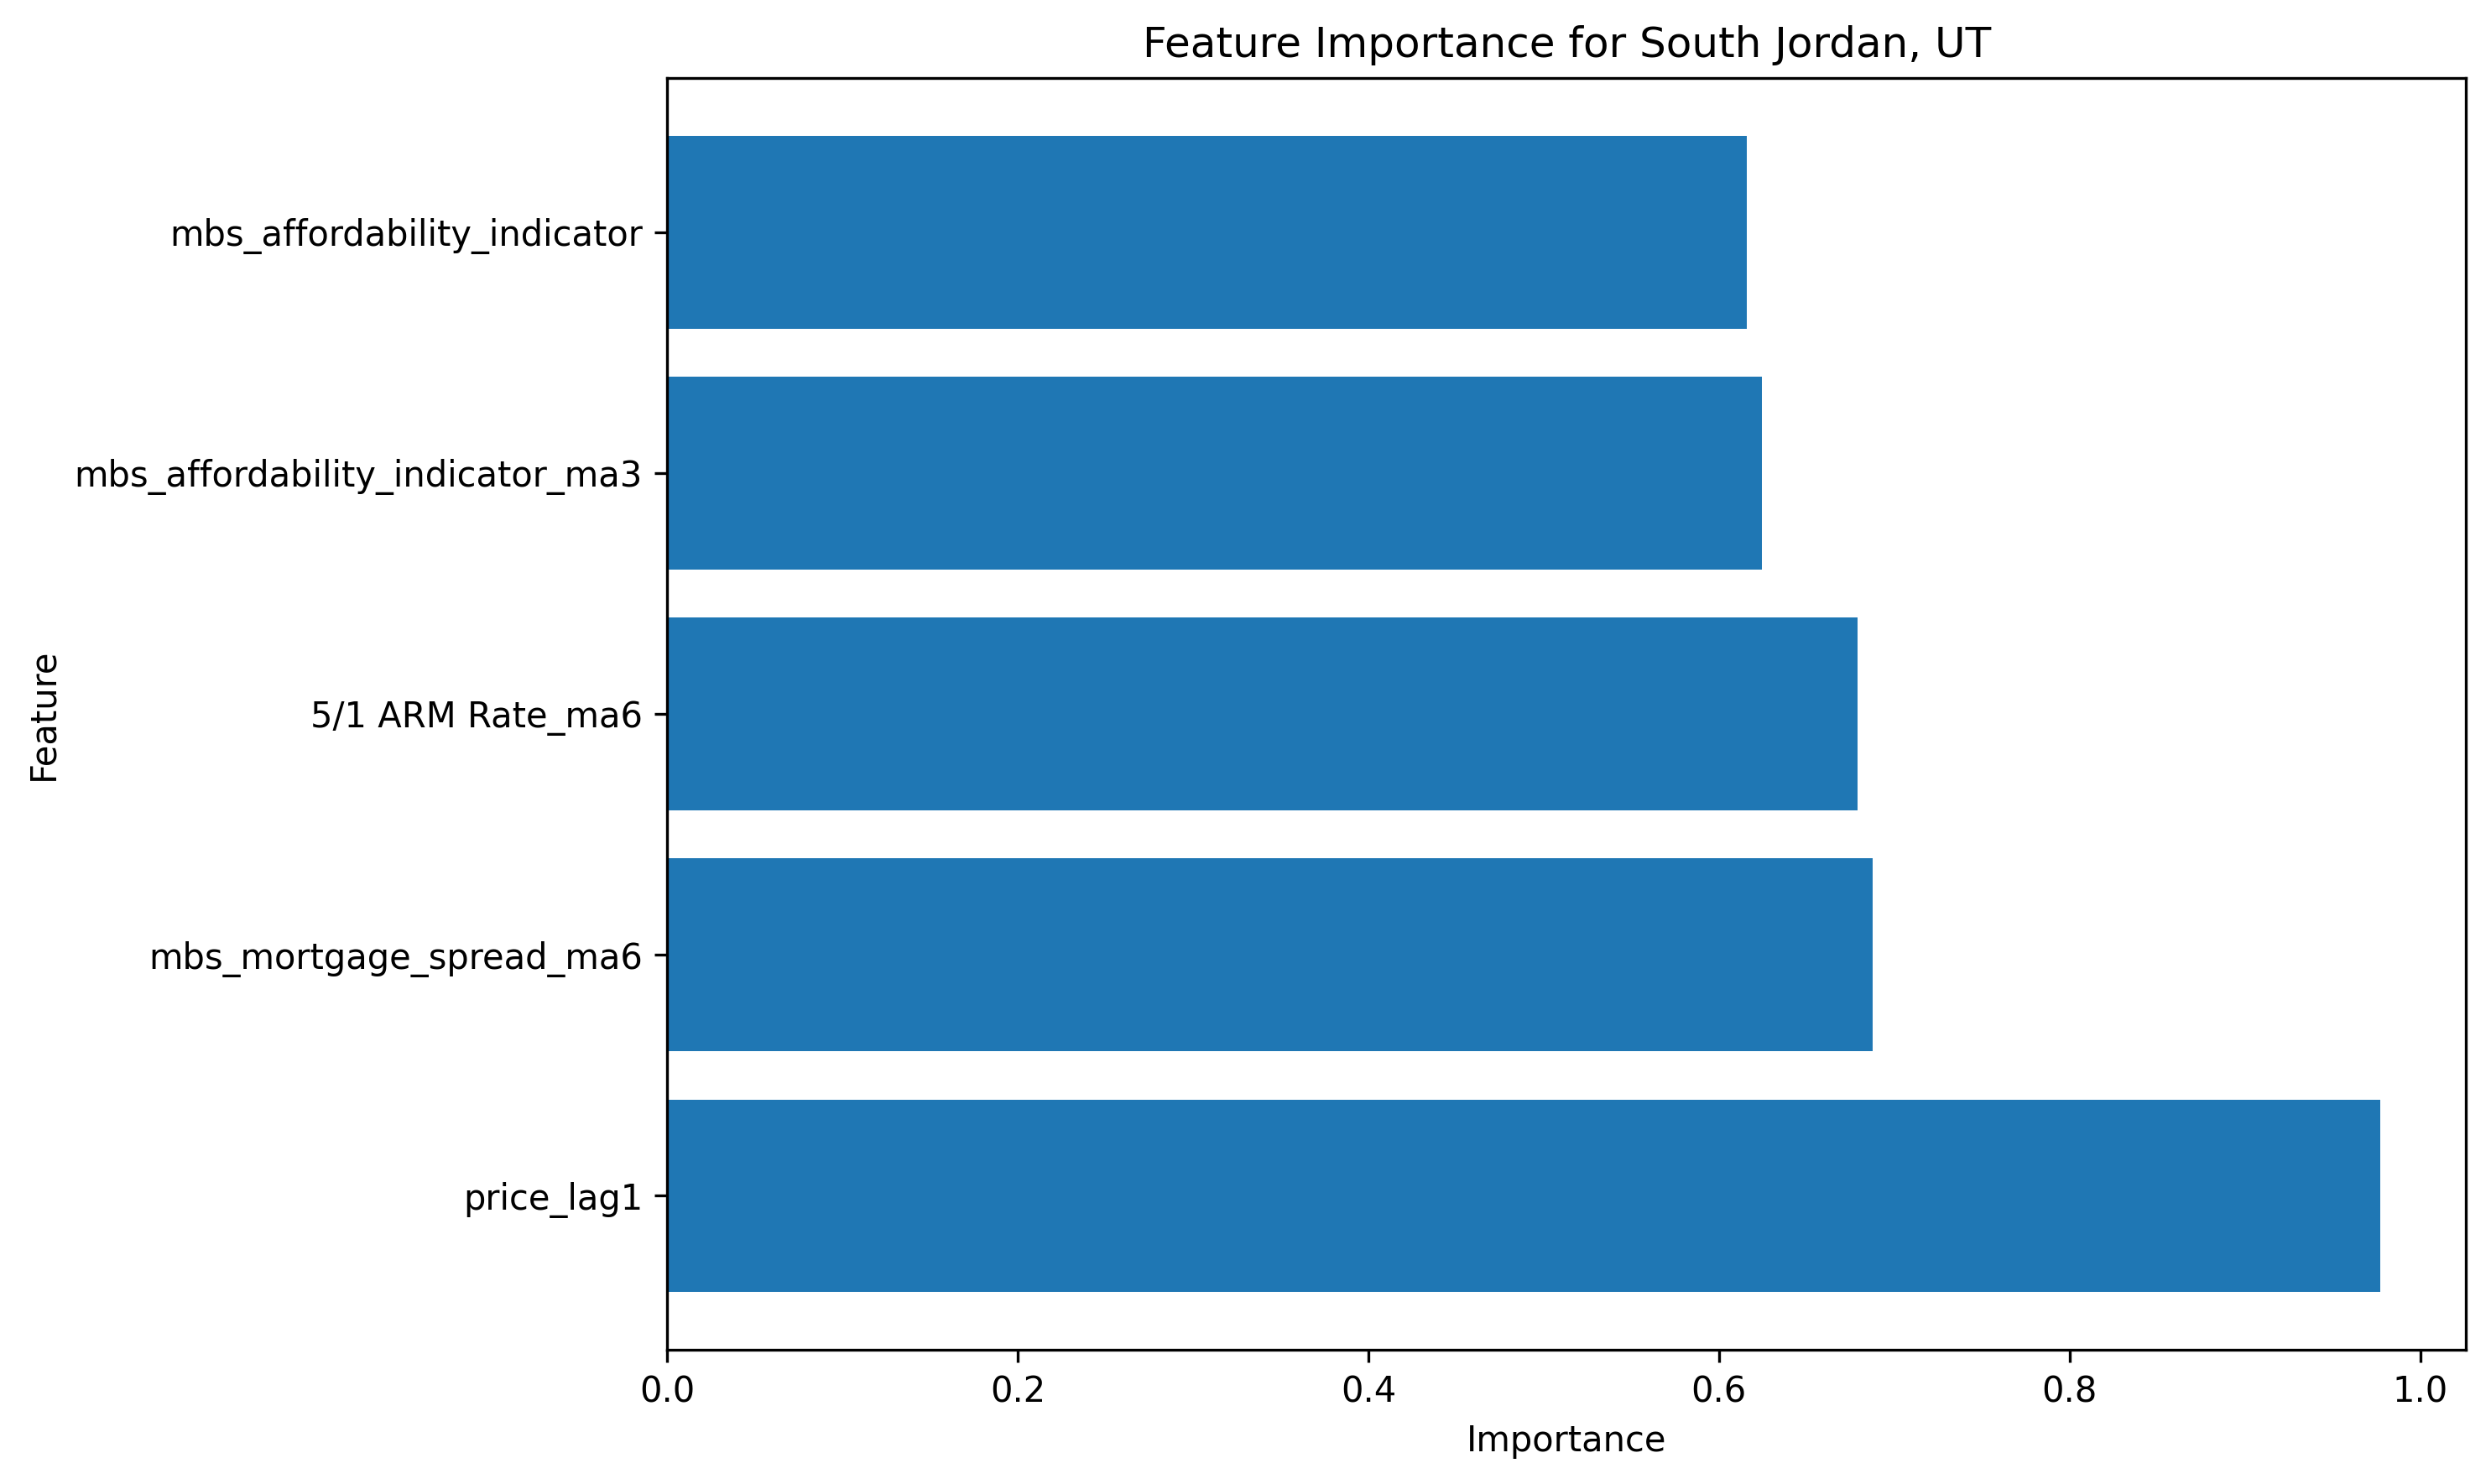 Feature Importance for South Jordan, UT
Feature
mbs_affordability_indicator
mbs_affordability_indicator_ma3
5/1 ARM Rate_ma6
mbs_mortgage_spread_ma6
price_lag1
0.0 0.2 0.4 0.6 0.8 1.0
Importance